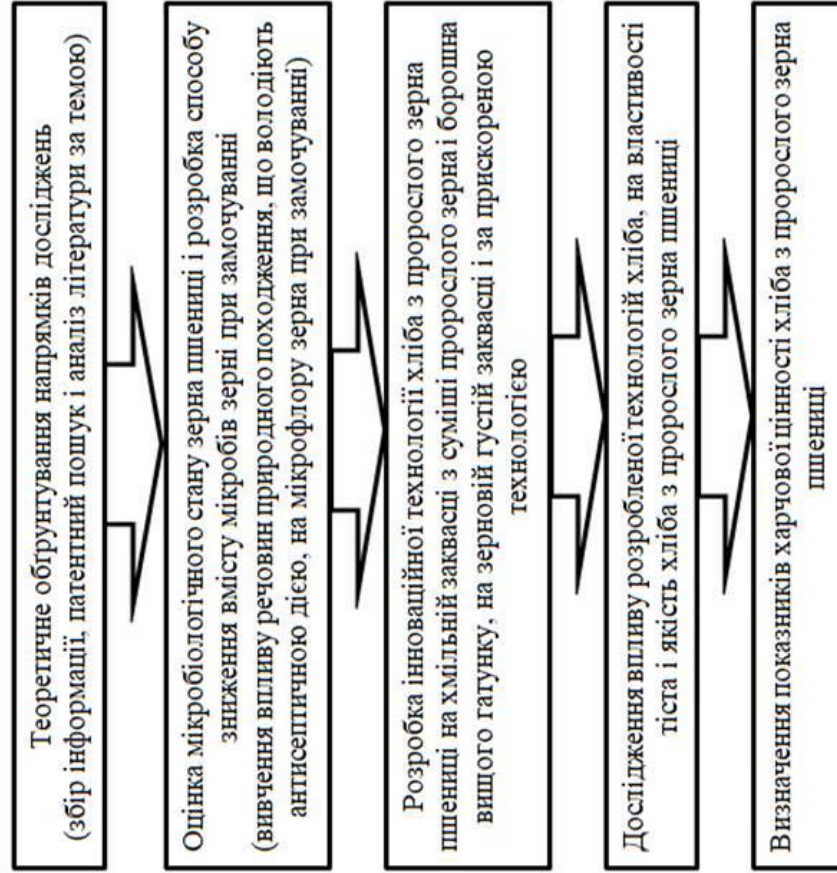 Теоретичне обґрунтування напрямків досліджень
(збір інформації, патентний пошук і аналіз літератури за темою)
Оцінка мікробіологічного стану зерна пшениці і розробка способу
зниження вмісту мікробів зерні при замочуванні
(вивчення впливу речовин природного походження, що володіють
антисептичною дією, на мікрофлору зерна при замочуванні)
Розробка інноваційної технології хліба з пророслого зерна
пшениці на хмільній заквасці з суміші пророслого зерна і борошна
вищого гатунку, на зерновій густій заквасці і за прискореною
технологією
Дослідження впливу розробленої технологій хліба, на властивості
тіста і якість хліба з пророслого зерна пшениці
Визначення показників харчової цінності хліба з пророслого зерна
пшениці